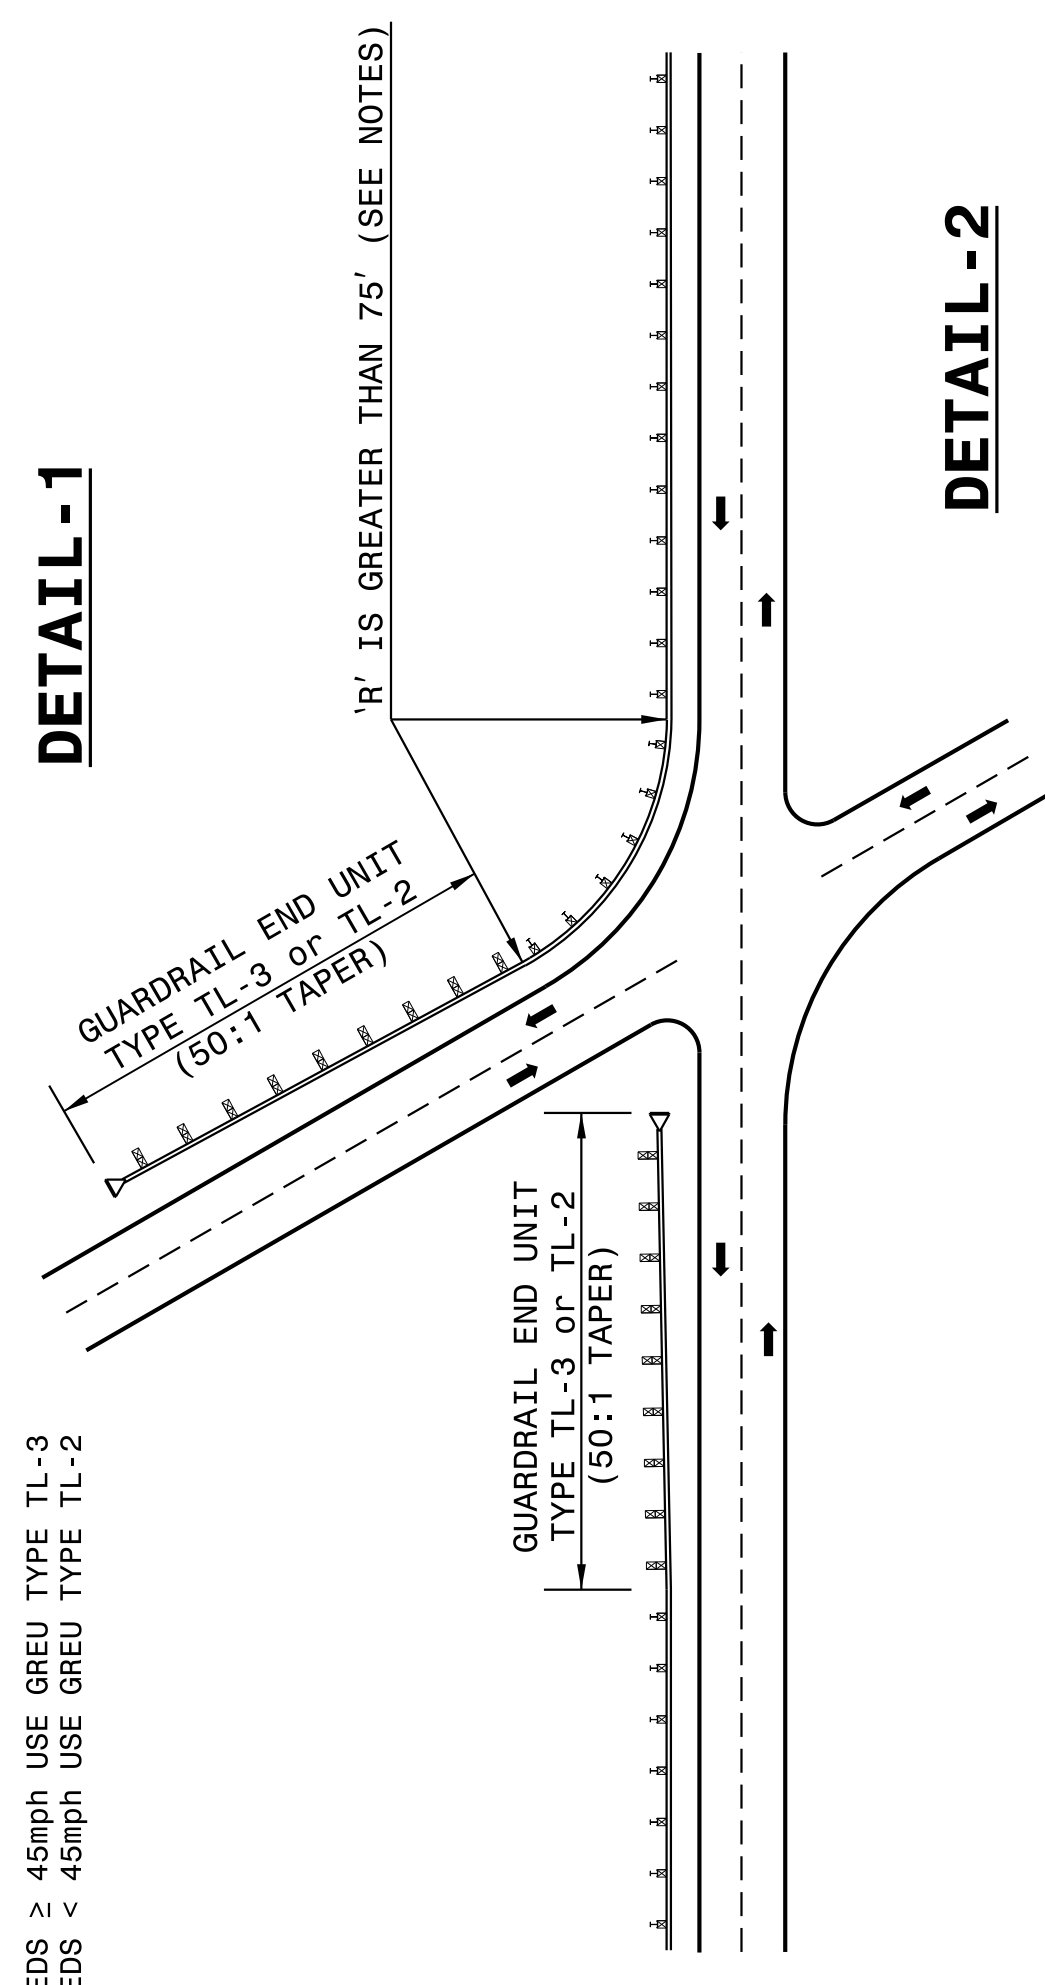 DETAIL-1
'R' IS GREATER THAN 75' (SEE NOTES)
GUARDRAIL END UNIT
TYPE TL-3 or TL-2
(50:1 TAPER)
GUARDRAIL END UNIT
TYPE TL-3 or TL-2
(50:1 TAPER)
EDS ≥ 45mph USE GREU TYPE TL-3
EDS < 45mph USE GREU TYPE TL-2
DETAIL-2